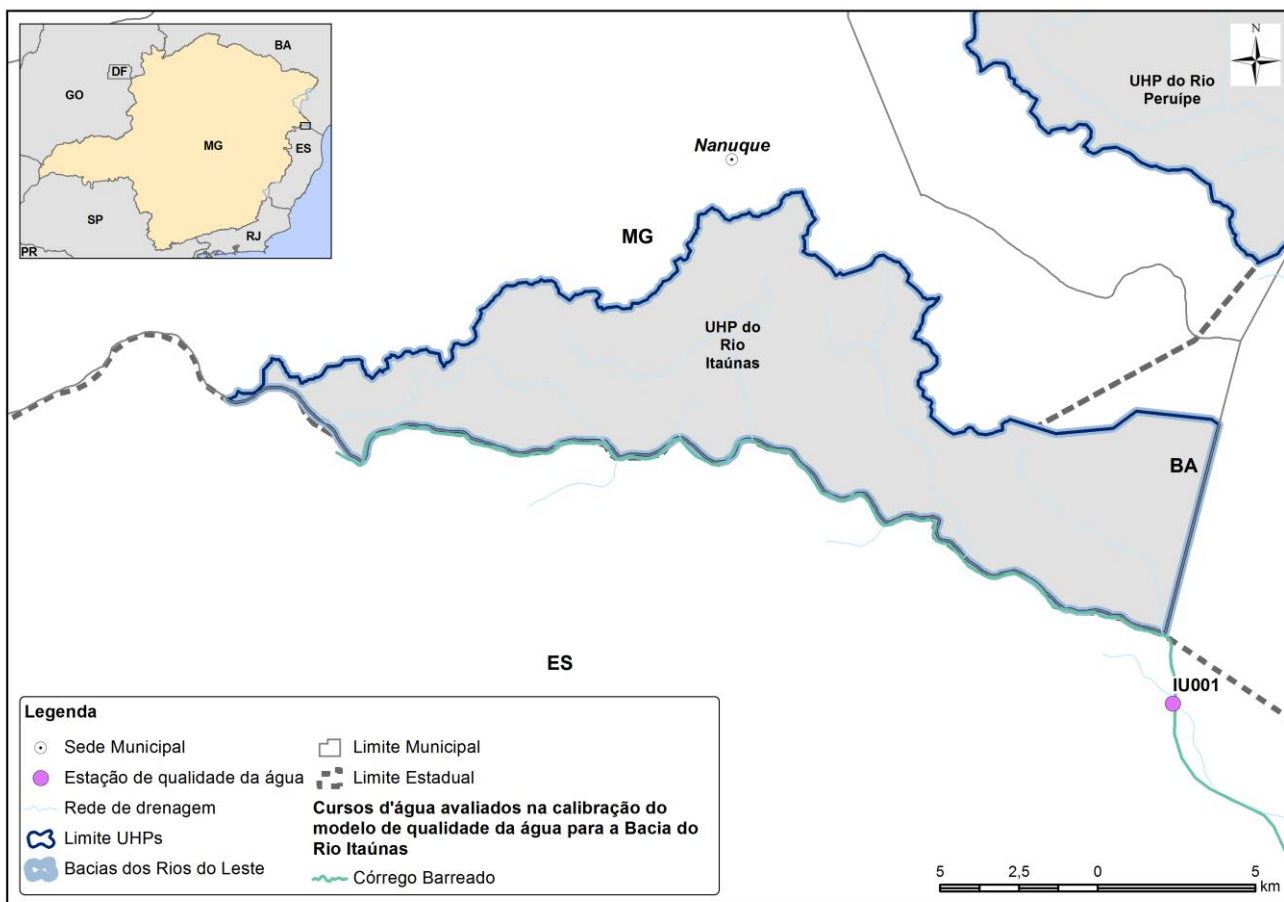 BA
DF
GO
MG
ES
SP
RJ
PR
N
UHP do Rio
Peruípe
Nanuque
MG
UHP do
Rio
Itaúnas
BA
ES
IU001
Legenda
Sede Municipal
Estação de qualidade da água
Rede de drenagem
Limite UHPs
Bacias dos Rios do Leste
Limite Municipal
Limite Estadual
Cursos d'água avaliados na calibração do
modelo de qualidade da água para a Bacia do
Rio Itaúnas
Córrego Barreado
5 2,5 0 5
km